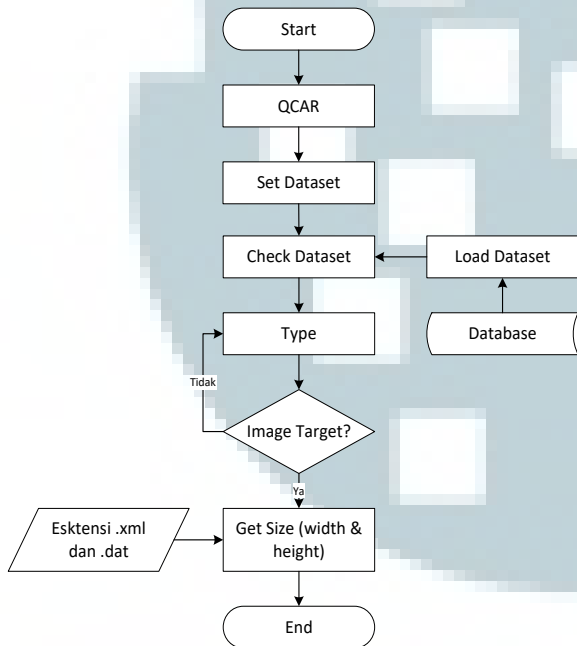 Start
QCAR
Set Dataset
Check Dataset
Load Dataset
Type
Database
Tidak
Image Target?
Ya
Esktensi .xml
dan .dat
Get Size (width &
height)
End